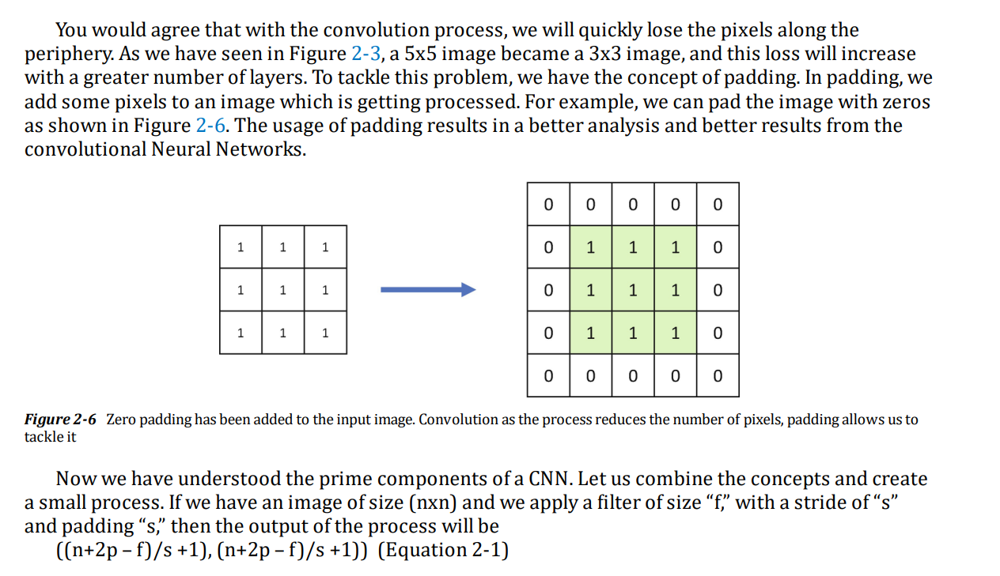 You would agree that with the convolution process, we will quickly lose the pixels along the
periphery. As we have seen in Figure 2-3, a 5x5 image became a 3x3 image, and this loss will increase
with a greater number of layers. To tackle this problem, we have the concept of padding. In padding, we
add some pixels to an image which is getting processed. For example, we can pad the image with zeros
as shown in Figure 2-6. The usage of padding results in a better analysis and better results from the
convolutional Neural Networks.
1 1 1
1 1 1
1 1 1
0 0 0 0 0
0 1 1 1 0
0 1 1 1 0
0 1 1 1 0
0 0 0 0 0
Figure 2-6 Zero padding has been added to the input image. Convolution as the process reduces the number of pixels, padding allows us to
tackle it
Now we have understood the prime components of a CNN. Let us combine the concepts and create
a small process. If we have an image of size (nxn) and we apply a filter of size “f,” with a stride of “s”
and padding “s,” then the output of the process will be
((n+2p – f)/s +1), (n+2p – f)/s +1)) (Equation 2-1)